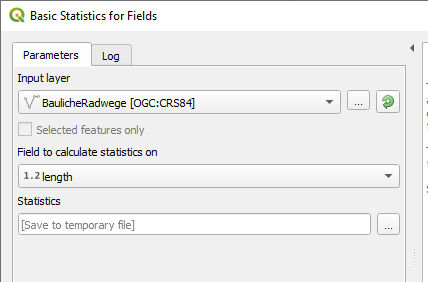 Basic Statistics for Fields
Parameters
Log
Input layer
BaulicheRadwege [OGC:CRS84]
...
Selected features only
Field to calculate statistics on
1.2 length
Statistics
[Save to temporary file]
...